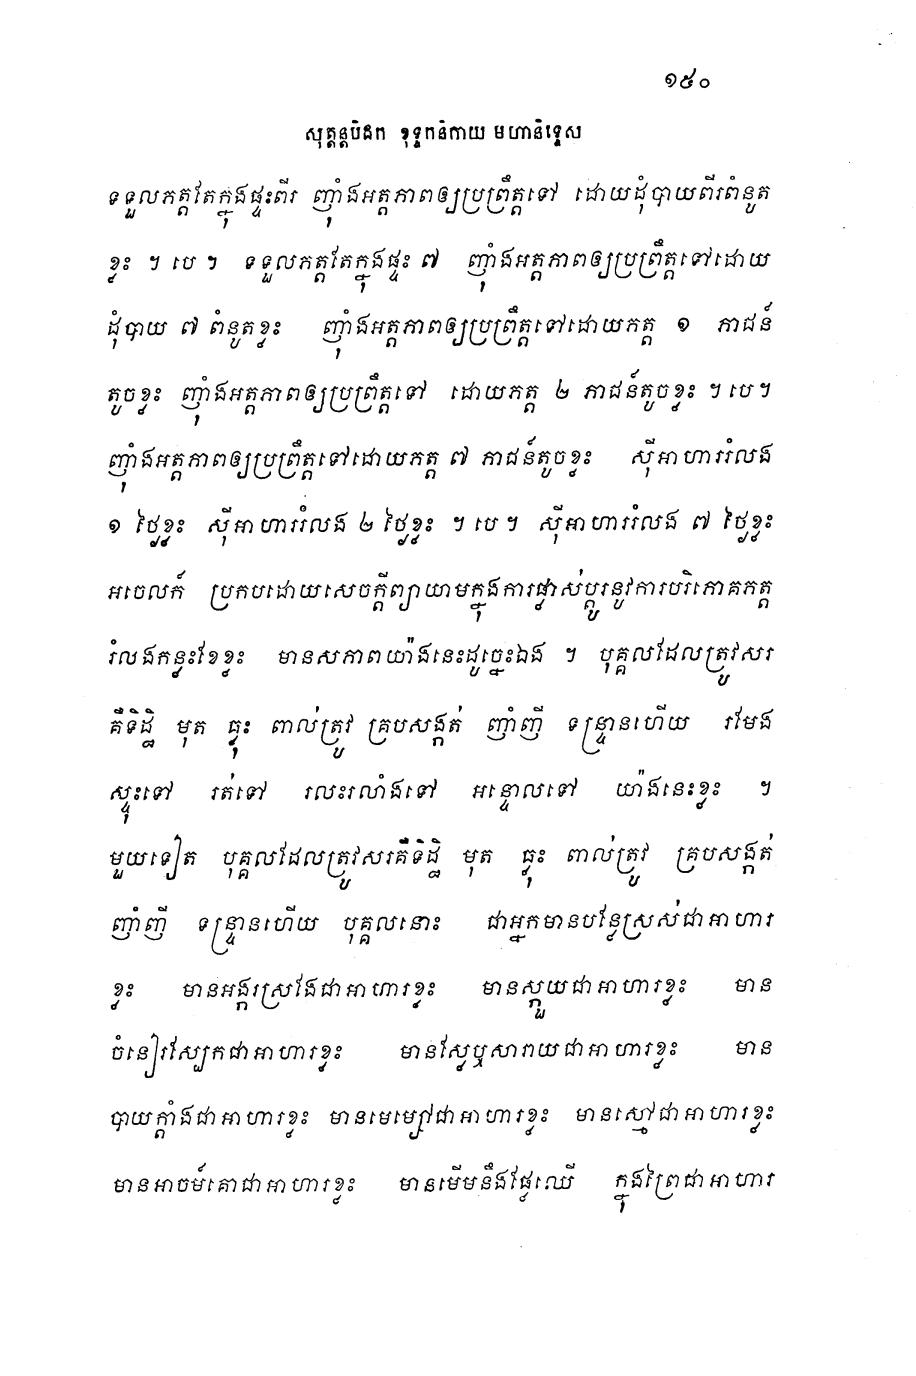 ១៥០
សុត្តន្តបិដក ខុទ្ទកនិកាយ មហានិទ្ទេស
ទទួលភត្តតែក្នុងផ្ទះពីរ ញ៉ាំងអត្តភាពឲ្យប្រព្រឹត្តទៅ ដោយដុំបាយពីរពំនូត
ខ្លះ ។ បេ ។ ទទួលភត្តតែក្នុងផ្ទះ ៧ ញ៉ាំងអត្តភាពឲ្យប្រព្រឹត្តទៅដោយ
ដុំបាយ ៧ ពំនូតខ្លះ ញ៉ាំងអត្តភាពឲ្យប្រព្រឹត្តទៅដោយភត្ត ១ ភាជន៍
តូចខ្លះ ញ៉ាំងអត្តភាពឲ្យប្រព្រឹត្តទៅ ដោយភត្ត ២ ភាជន៍តូចខ្លះ ។ បេ ។
ញ៉ាំងអត្តភាពឲ្យប្រព្រឹត្តទៅដោយភត្ត ៧ ភាជន៍តូចខ្លះ ស៊ីអាហាររំលង
១ ថ្ងៃខ្លះ ស៊ីអាហាររំលង ២ ថ្ងៃខ្លះ ។ បេ ។ ស៊ីអាហាររំលង ៧ ថ្ងៃខ្លះ
អចេលក៍ ប្រកបដោយសេចក្តីព្យាយាមក្នុងការផ្លាស់ប្តូរនូវការបរិភោគភត្ត
រំលងកន្លះខែខ្លះ មានសភាពយ៉ាងនេះដូច្នេះឯង ។ បុគ្គលដែលត្រូវសរ
គឺទិដ្ឋិ មុត ធ្លុះ ពាល់ត្រូវ គ្របសង្កត់ ញាំញី ទន្ទ្រានហើយ រមែង
ស្ទុះទៅ រត់ទៅ រលះរលាំងទៅ អន្ទោលទៅ យ៉ាងនេះខ្លះ ។
មួយទៀត បុគ្គលដែលត្រូវសរគឺទិដ្ឋិ មុត ធ្លុះ ពាល់ត្រូវ គ្របសង្កត់
ញាំញី ទន្ទ្រានហើយ បុគ្គលនោះ ជាអ្នកមានបន្លែស្រស់ជាអាហារ
ខ្លះ មានអង្ករស្រងែជាអាហារខ្លះ មានស្កួយជាអាហារខ្លះ មាន
ចំនៀរស្បែកជាអាហារខ្លះ មានស្លែឬសារាយជាអាហារខ្លះ មាន
បាយក្តាំងជាអាហារខ្លះ មានមេម្សៅជាអាហារខ្លះ មានស្មៅជាអាហារខ្លះ
មានអាចម៍គោជាអាហារខ្លះ មានមើមនឹងផ្លែឈើ ក្នុងព្រៃជាអាហារ